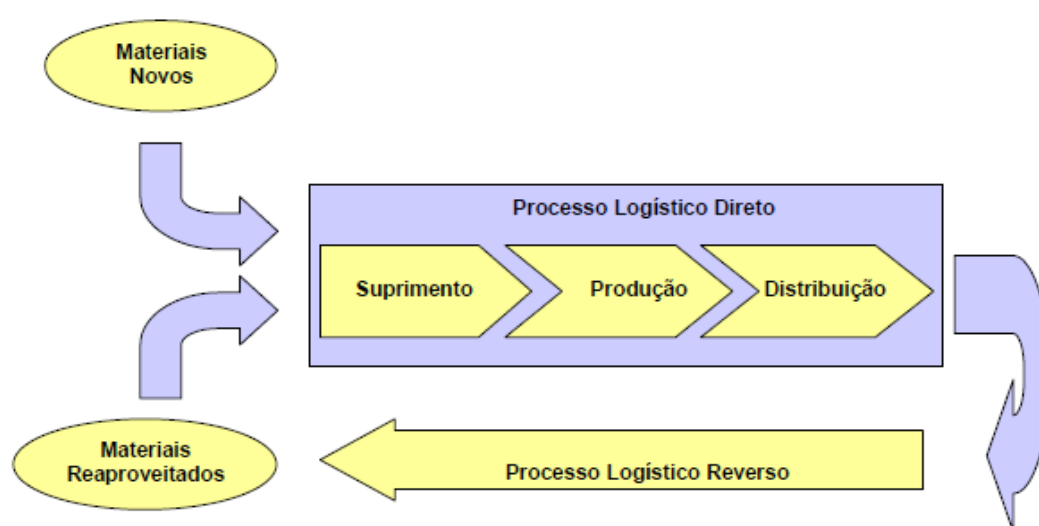 Materiais
Novos
Processo Logístico Direto
Suprimento
Produção
Distribuição
Materiais
Reaproveitados
Processo Logístico Reverso